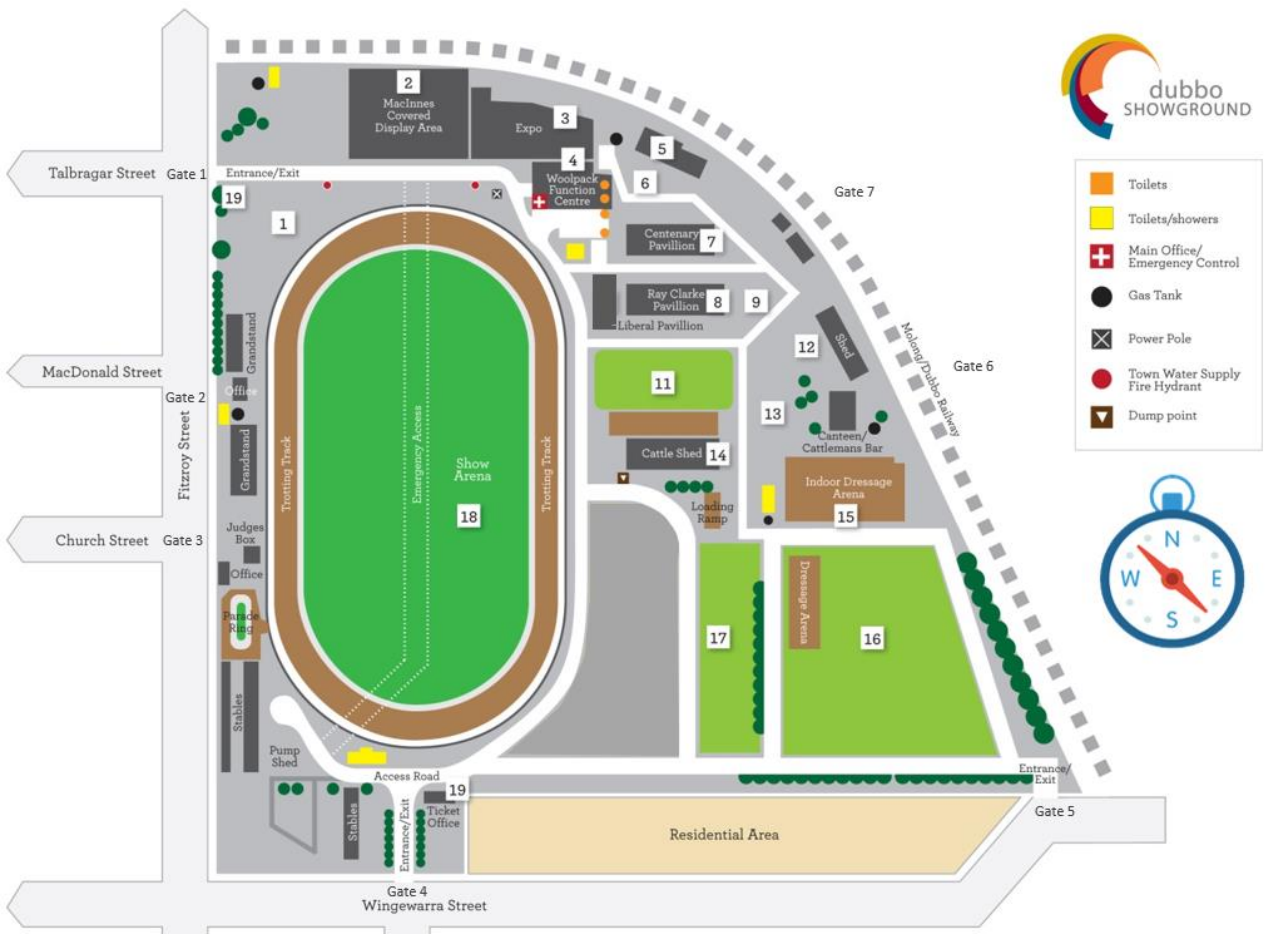 dubbo
SHOWGROUND
Toilets
Toilets/showers
Main Office/
Emergency Control
Gas Tank
Power Pole
Town Water Supply
Fire Hydrant
Dump point
N
W
E
S
2
MacInnes
Covered
Display Area
3
Expo
4
Woolpack
Function
Centre
5
6
Gate 7
Talbragar Street
Gate 1
Entrance/Exit
19
1
Centenary
Pavillion
7
Ray Clarke
Pavillion
8
9
Liberal Pavillion
Molong/Dubbo Railway
Gate 6
12
Shed
11
13
Canteen/
Cattlemans Bar
Cattle Shed
14
Indoor Dressage
Arena
15
Loading
Ramp
Grandstand
MacDonald Street
Office
Gate 2
Fitzroy Street
Grandstand
Trotting Track
Emergency Access
Show
Arena
18
Trotting Track
Church Street
Gate 3
Judges
Box
Office
Parade
Ring
Stables
Dressage Arena
17
16
Pump
Shed
Access Road
19
Ticket
Office
Stables
Entrance/Exit
Entrance/
Exit
Gate 5
Residential Area
Gate 4
Wingewarra Street